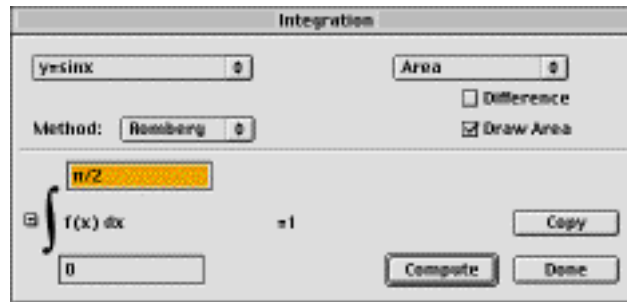 Integration
y=sinx Area
Difference
Method: Romberg Draw Area
π/2
∫ f(x) dx =1 Copy
0 Compute Done